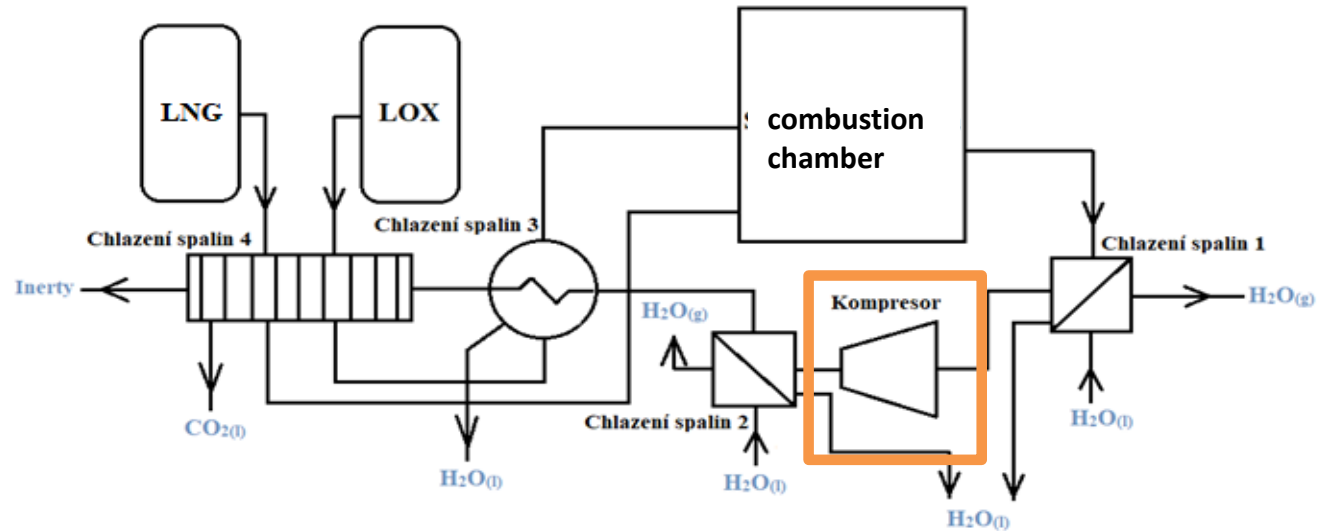 LNG
LOX
combustion
chamber
Chlazení spalin 3
Chlazení spalin 4
Chlazení spalin 1
Inerty
Kompresor
H2O(g)
H2O(g)
Chlazení spalin 2
CO2(l)
H2O(l)
H2O(l)
H2O(l)
H2O(l)